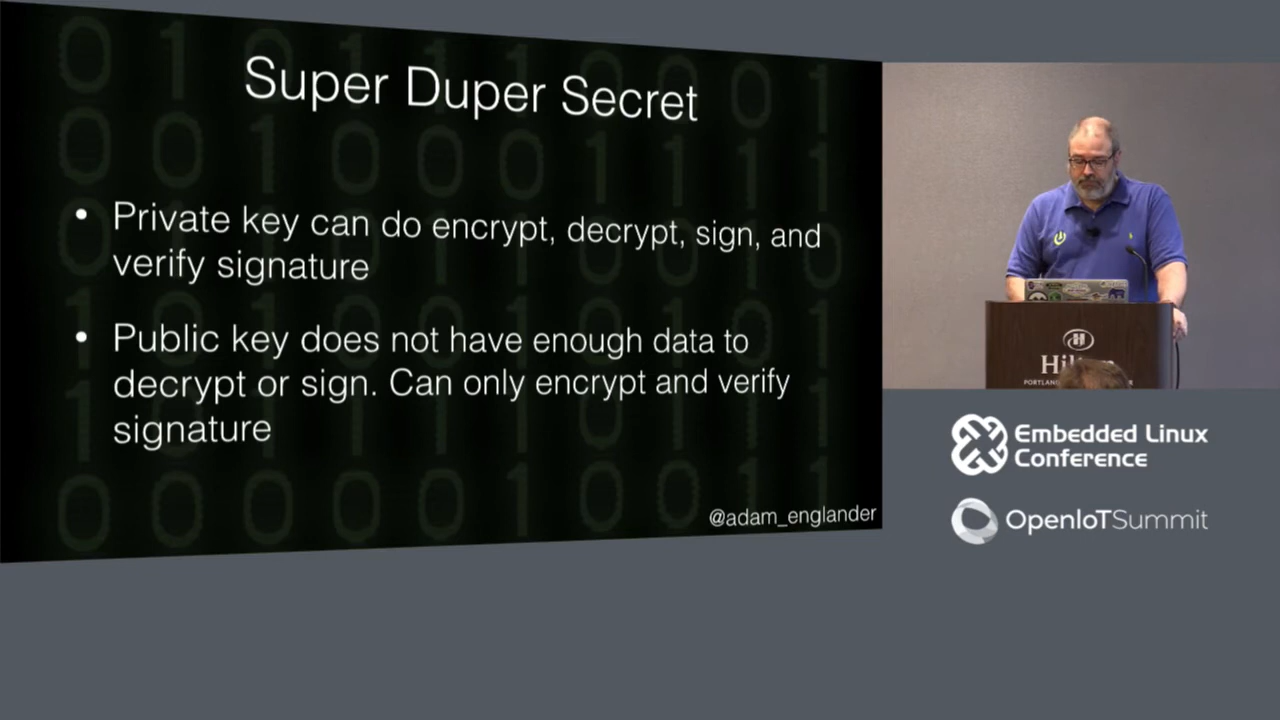 Super Duper Secret
• Private key can do encrypt, decrypt, sign, and
verify signature
• Public key does not have enough data to
decrypt or sign. Can only encrypt and verify
signature
@adam_englander
Embedded Linux
Conference
OpenIoTSummit